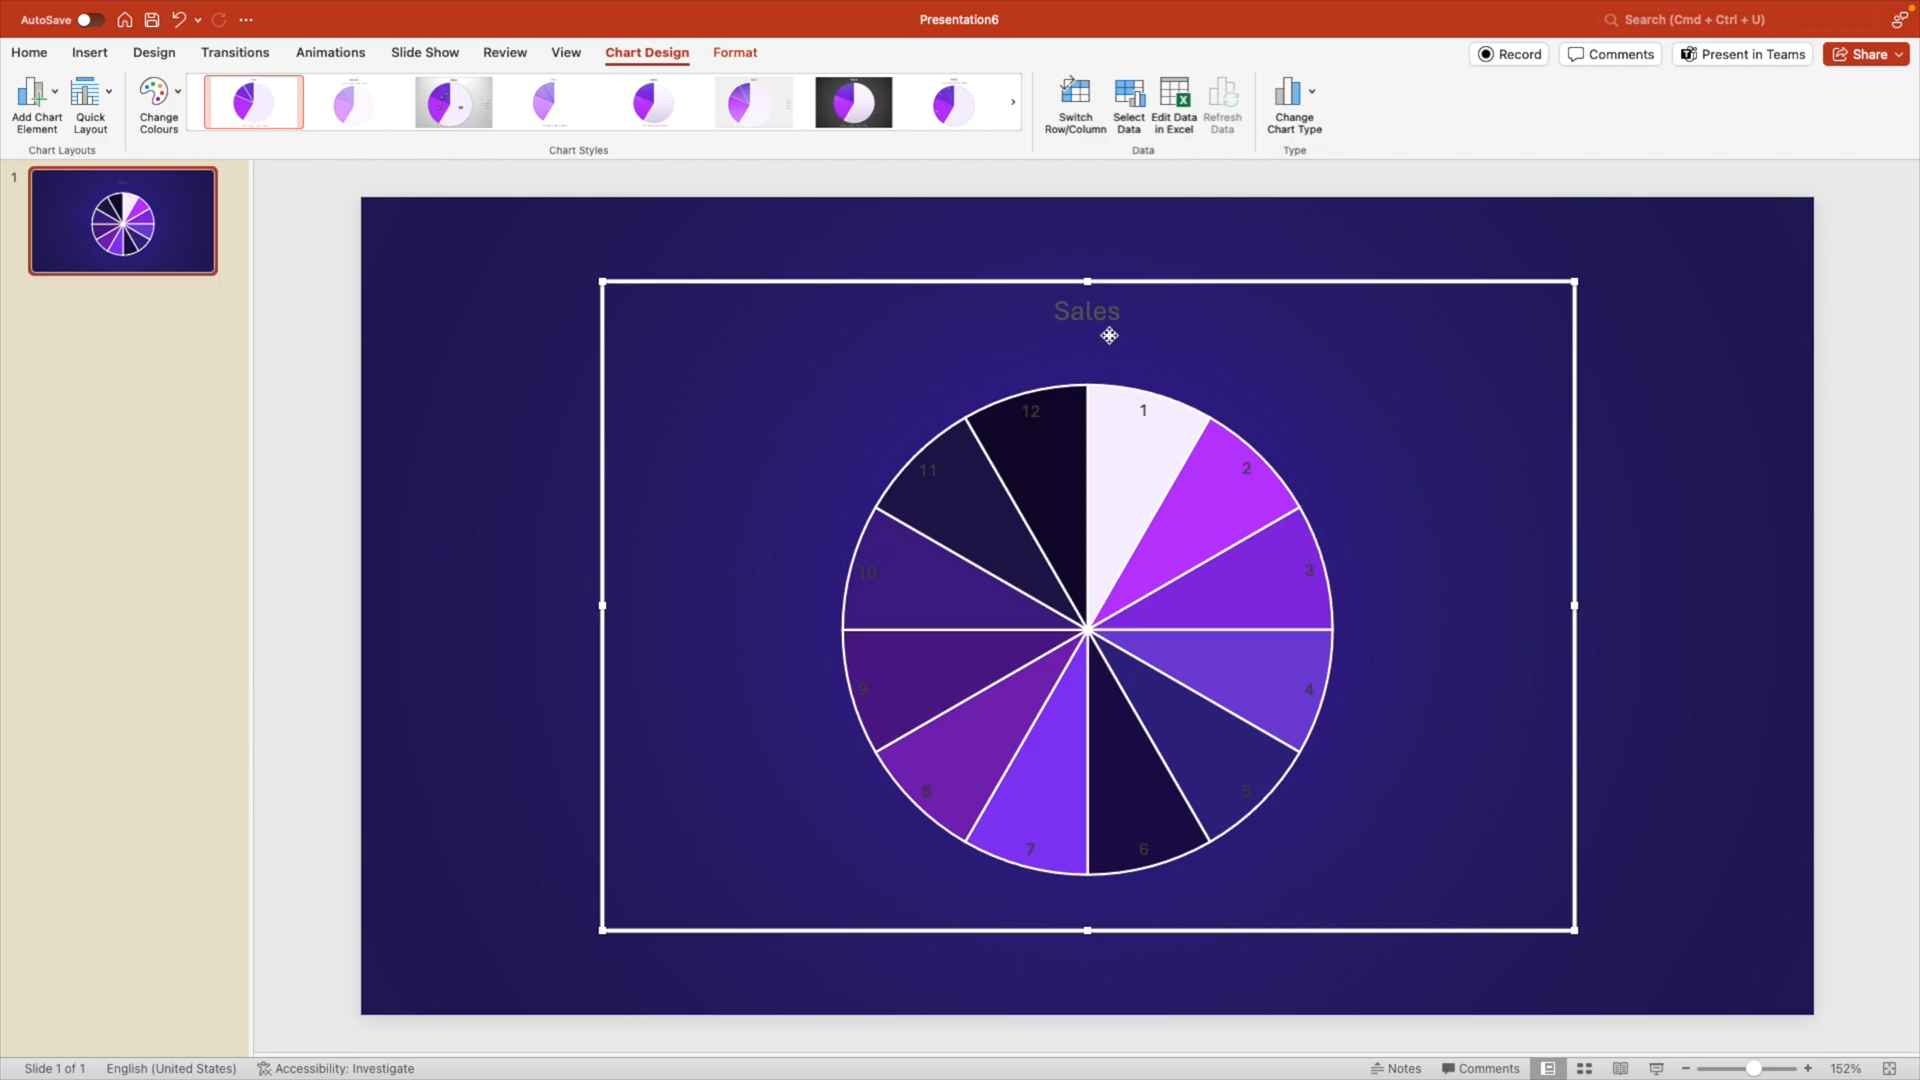 AutoSave
Presentation6
Search (Cmd + Ctrl + U)
Home Insert Design Transitions Animations Slide Show Review View Chart Design Format
Record Comments Present in Teams Share
Add Chart Element
Quick Layout
Change Colours
Switch Row/Column
Select Data
Edit Data in Excel
Refresh Data
Change Chart Type
Chart Layouts
Chart Styles
Data
Type
1
Sales
12 1
11 2
10 3
9 4
8 5
7 6
Slide 1 of 1 English (United States) Accessibility: Investigate Notes Comments 152%